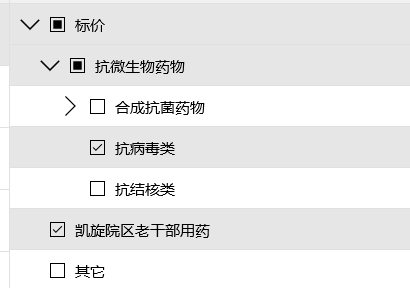 标价
抗微生物药物
合成抗菌药物
抗病毒类
抗结核类
凯旋院区老干部用药
其它